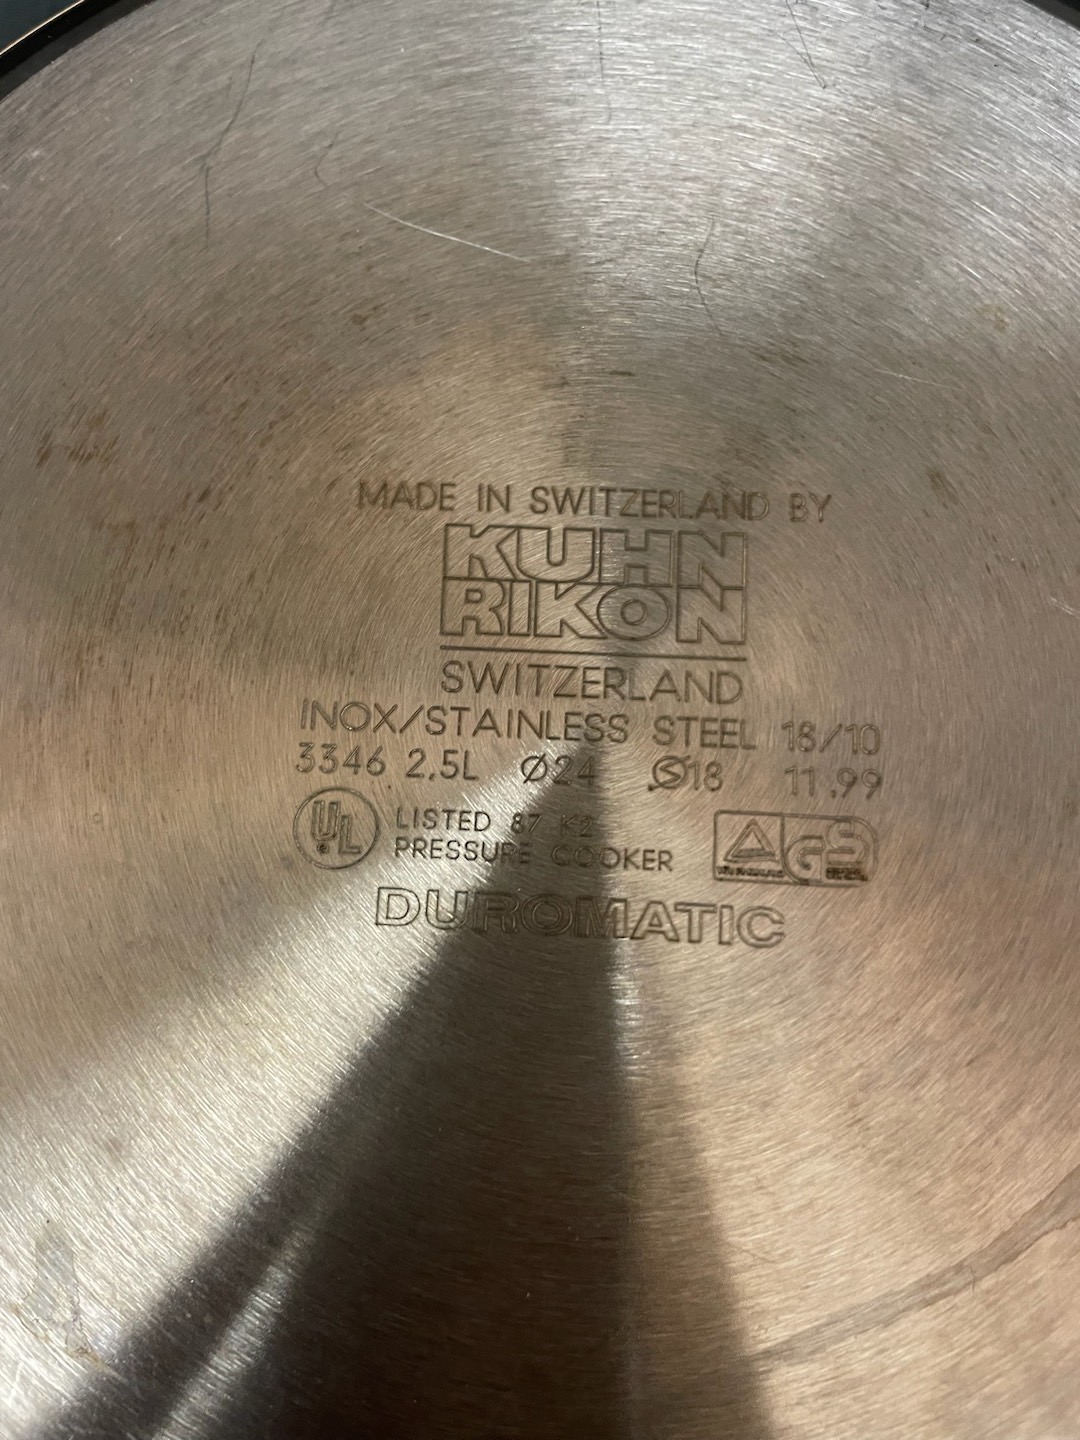 MADE IN SWITZERLAND BY
KUHN
RIKON
SWITZERLAND
INOX/STAINLESS STEEL 18/10
3346 2,5L Ø24 18 11.99
UL LISTED 87 K2
PRESSURE COOKER
GS
DUROMATIC